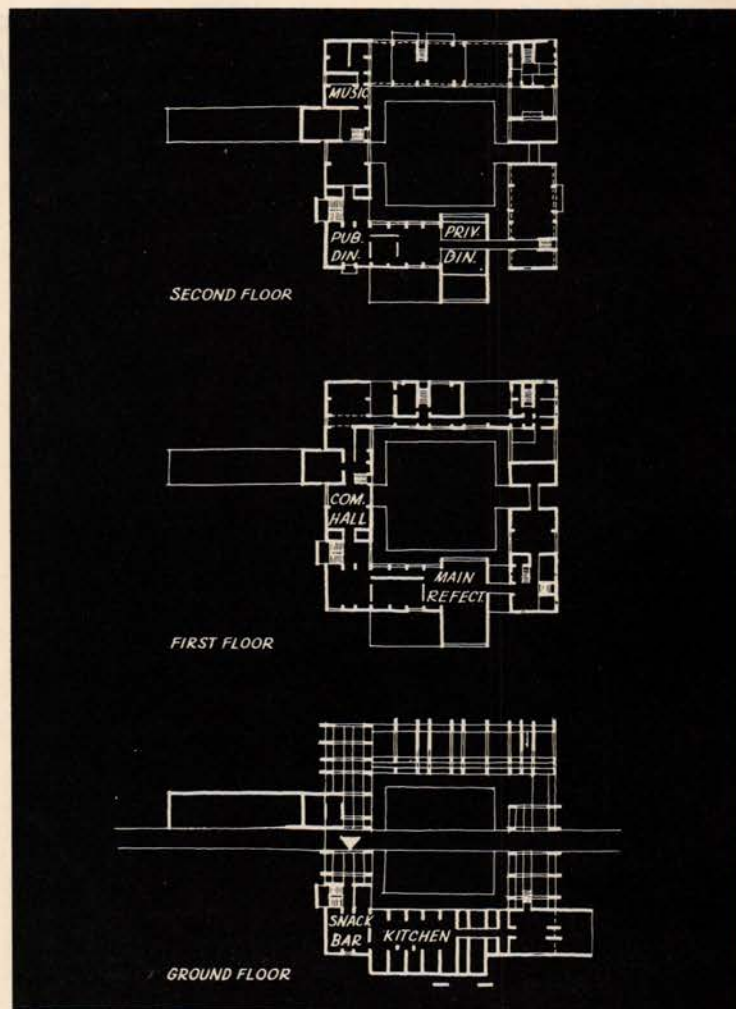 MUSIC
PUB.
DIN.
PRIV.
DIN.
SECOND FLOOR
COM.
HALL
MAIN
REFECT.
FIRST FLOOR
SNACK
BAR
KITCHEN
GROUND FLOOR